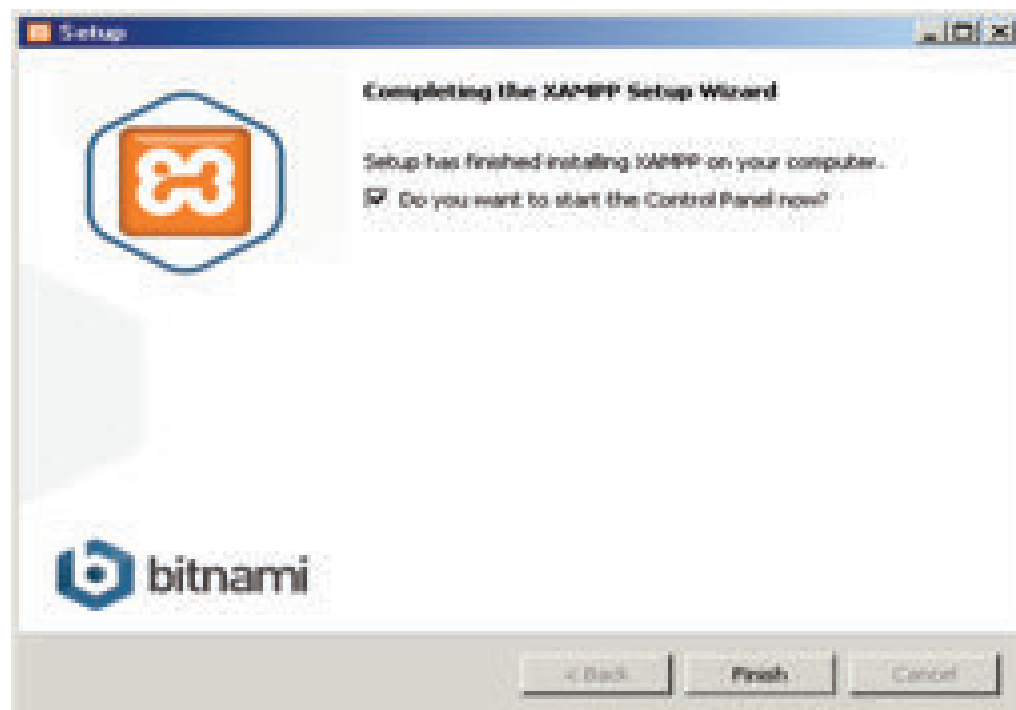 Setup
Completing the XAMPP Setup Wizard
Setup has finished installing XAMPP on your computer.
Do you want to start the Control Panel now?
bitnami
< Back
Finish
Cancel